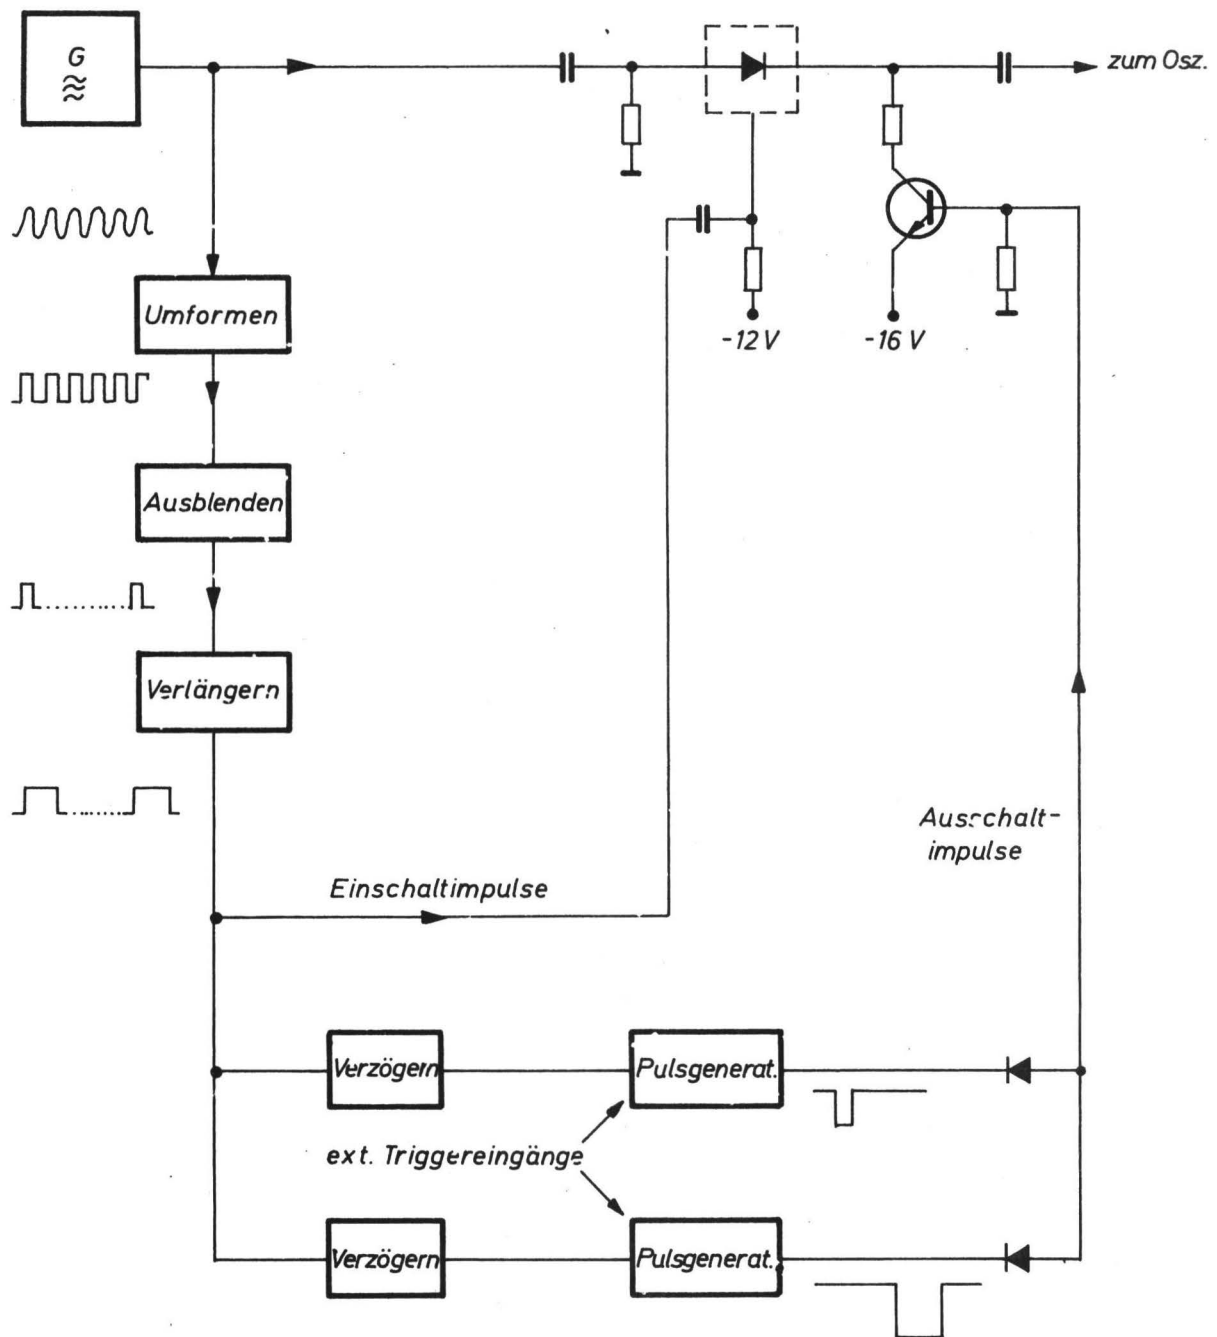 G
zum Osz.
Umformen
-12 V
-16 V
Ausblenden
Verlängern
Ausschalt-
impulse
Einschaltimpulse
Verzögern
Pulsgenerat.
ext. Triggereingänge
Verzögern
Pulsgenerat.